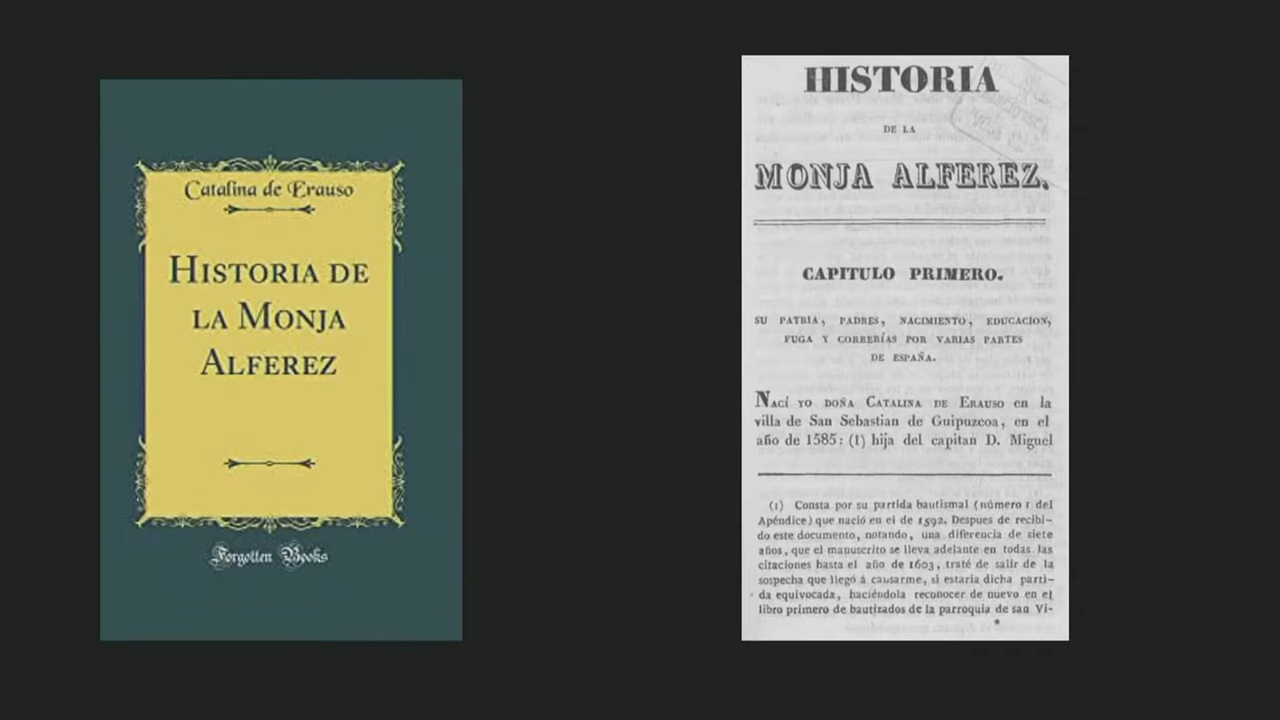 Catalina de Erauso
Historia de
la Monja
Alferez
Forgotten Books
HISTORIA
DE LA
MONJA ALFEREZ.
CAPITULO PRIMERO.
SU PATRIA, PADRES, NACIMIENTO, EDUCACION,
FUGA Y CORRERÍAS POR VARIAS PARTES
DE ESPAÑA.
NACÍ YO DOÑA CATALINA DE ERAUSO en la
villa de San Sebastian de Guipuzcoa, en el
año de 1585: (1) hija del capitan D. Miguel
(1) Consta por su partida bautismal (número 1 del
Apéndice) que nació en el de 1592. Despues de recibi-
do este documento, notando, una diferencia de siete
años, que el manuscrito se lleva adelante en todas las
citaciones hasta el año de 1603, traté de salir de la
sospecha que llegó á causarme, si estaria dicha parti-
da equivocada, haciéndola reconocer de nuevo en el
libro primero de bautizados de la parroquia de san Vi-
*